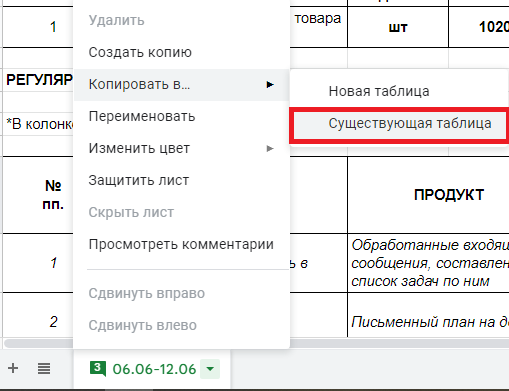 Удалить
товара
1
шт
1020
Создать копию
РЕГУЛЯР
Копировать в...
Новая таблица
*В колонк
Переименовать
Существующая таблица
Изменить цвет
№
пп.
Защитить лист
ПРОДУКТ
Скрыть лист
Просмотреть комментарии
1
ь в
Обработанные входящ
сообщения, составлен
список задач по ним
Сдвинуть вправо
2
Сдвинуть влево
Письменный план на д
3
06.06-12.06